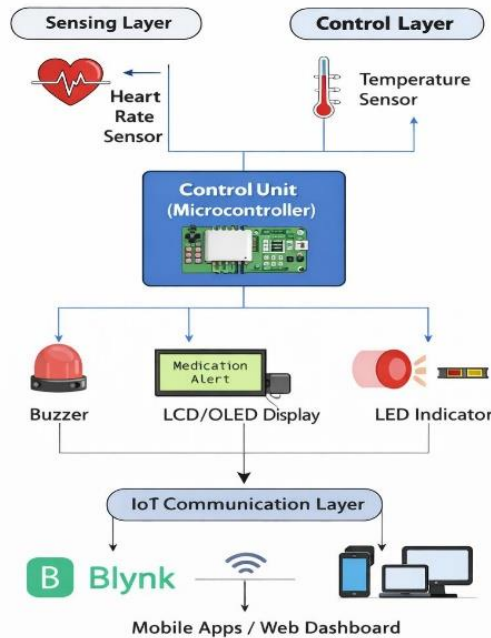 Sensing Layer
Control Layer
Heart
Rate
Sensor
Temperature
Sensor
Control Unit
(Microcontroller)
Medication
Alert
Buzzer
LCD/OLED Display
LED Indicator
IoT Communication Layer
B Blynk
Mobile Apps / Web Dashboard